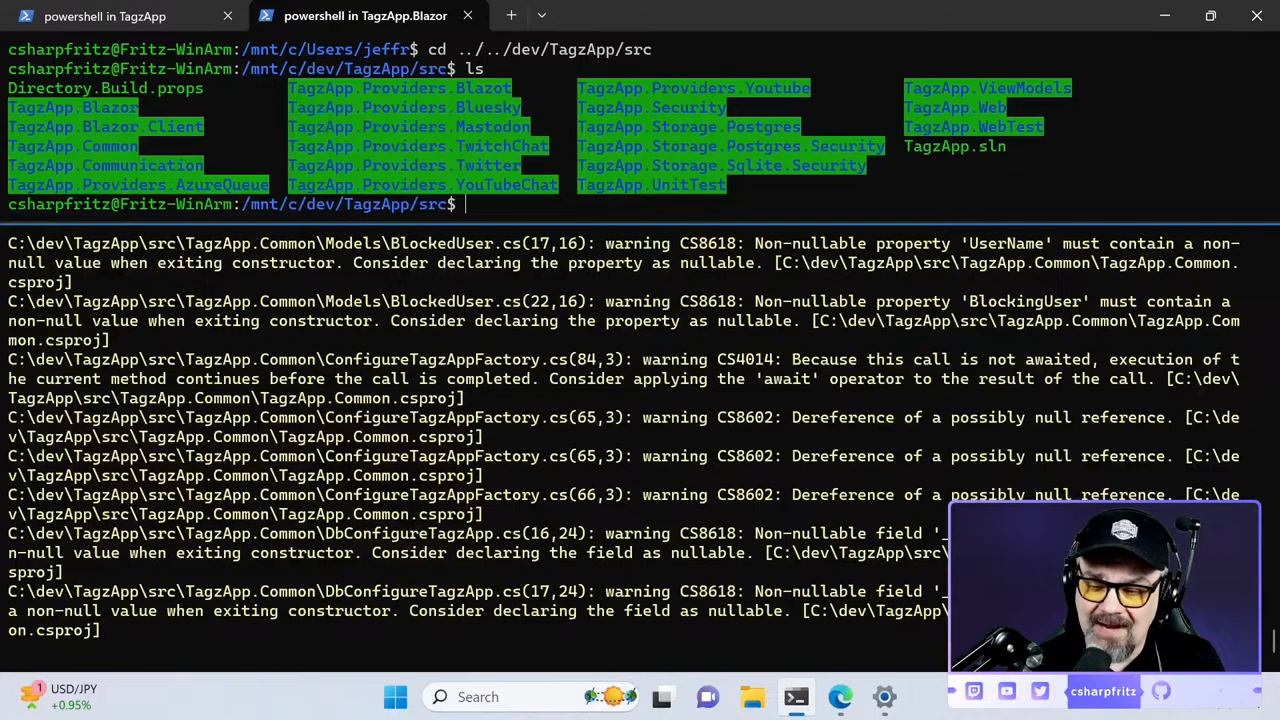 powershell in TagzApp
powershell in TagzApp.Blazor
csharpfritz@Fritz-WinArm:/mnt/c/Users/jeffr$ cd ../../dev/TagzApp/src
csharpfritz@Fritz-WinArm:/mnt/c/dev/TagzApp/src$ ls
Directory.Build.props TagzApp.Providers.Blazot TagzApp.Providers.Youtube TagzApp.ViewModels
TagzApp.Blazor TagzApp.Providers.Bluesky TagzApp.Security TagzApp.Web
TagzApp.Blazor.Client TagzApp.Providers.Mastodon TagzApp.Storage.Postgres TagzApp.WebTest
TagzApp.Common TagzApp.Providers.TwitchChat TagzApp.Storage.Postgres.Security TagzApp.sln
TagzApp.Communication TagzApp.Providers.Twitter TagzApp.Storage.Sqlite.Security
TagzApp.Providers.AzureQueue TagzApp.Providers.YouTubeChat TagzApp.UnitTest
csharpfritz@Fritz-WinArm:/mnt/c/dev/TagzApp/src$
C:\dev\TagzApp\src\TagzApp.Common\Models\BlockedUser.cs(17,16): warning CS8618: Non-nullable property 'UserName' must contain a non-
null value when exiting constructor. Consider declaring the property as nullable. [C:\dev\TagzApp\src\TagzApp.Common\TagzApp.Common.
csproj]
C:\dev\TagzApp\src\TagzApp.Common\Models\BlockedUser.cs(22,16): warning CS8618: Non-nullable property 'BlockingUser' must contain a
non-null value when exiting constructor. Consider declaring the property as nullable. [C:\dev\TagzApp\src\TagzApp.Common\TagzApp.Com
mon.csproj]
C:\dev\TagzApp\src\TagzApp.Common\ConfigureTagzAppFactory.cs(84,3): warning CS4014: Because this call is not awaited, execution of t
he current method continues before the call is completed. Consider applying the 'await' operator to the result of the call. [C:\dev\
TagzApp\src\TagzApp.Common\TagzApp.Common.csproj]
C:\dev\TagzApp\src\TagzApp.Common\ConfigureTagzAppFactory.cs(65,3): warning CS8602: Dereference of a possibly null reference. [C:\de
v\TagzApp\src\TagzApp.Common\TagzApp.Common.csproj]
C:\dev\TagzApp\src\TagzApp.Common\ConfigureTagzAppFactory.cs(65,3): warning CS8602: Dereference of a possibly null reference. [C:\de
v\TagzApp\src\TagzApp.Common\TagzApp.Common.csproj]
C:\dev\TagzApp\src\TagzApp.Common\ConfigureTagzAppFactory.cs(66,3): warning CS8602: Dereference of a possibly null reference. [C:\de
v\TagzApp\src\TagzApp.Common\TagzApp.Common.csproj]
C:\dev\TagzApp\src\TagzApp.Common\DbConfigureTagzApp.cs(16,24): warning CS8618: Non-nullable field '_
n-null value when exiting constructor. Consider declaring the field as nullable. [C:\dev\TagzApp\src
sproj]
C:\dev\TagzApp\src\TagzApp.Common\DbConfigureTagzApp.cs(17,24): warning CS8618: Non-nullable field '_
a non-null value when exiting constructor. Consider declaring the field as nullable. [C:\dev\TagzApp\
on.csproj]
csharpfritz
1
USD/JPY
+0.95%
Search